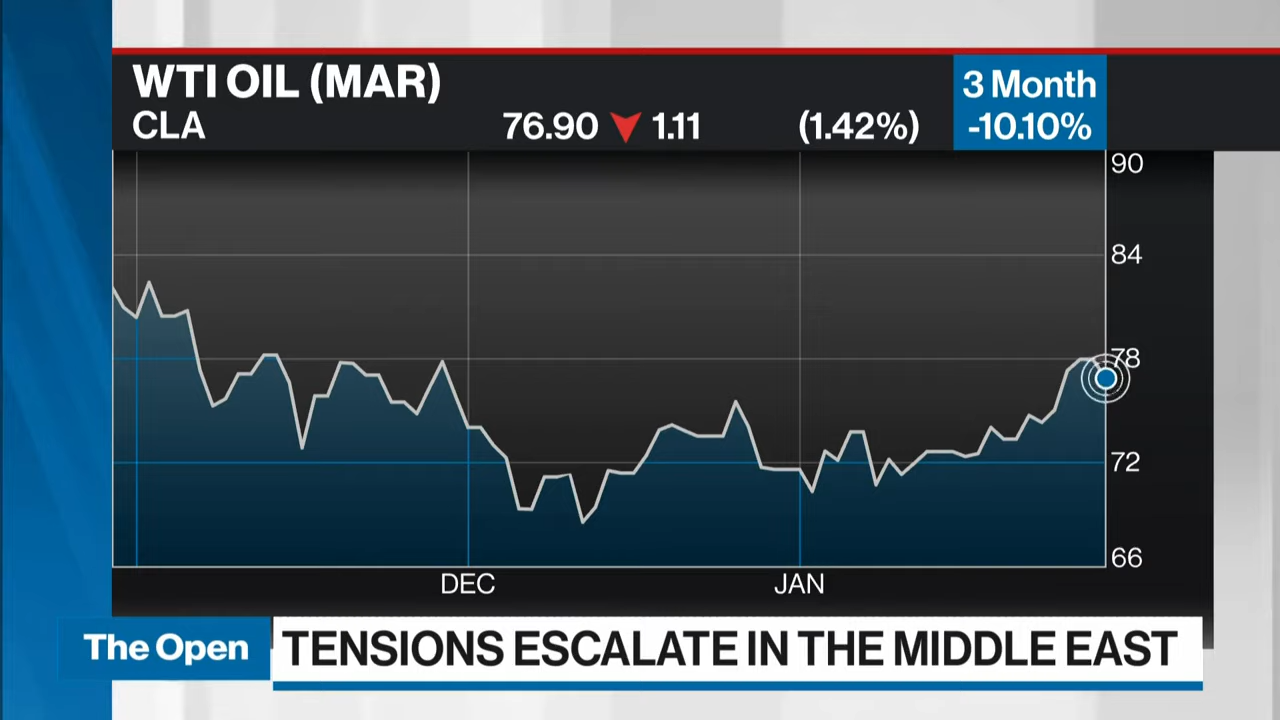 WTI OIL (MAR)
CLA 76.90 1.11 (1.42%)
3 Month
-10.10%
90
84
78
72
66
DEC JAN
The Open
TENSIONS ESCALATE IN THE MIDDLE EAST